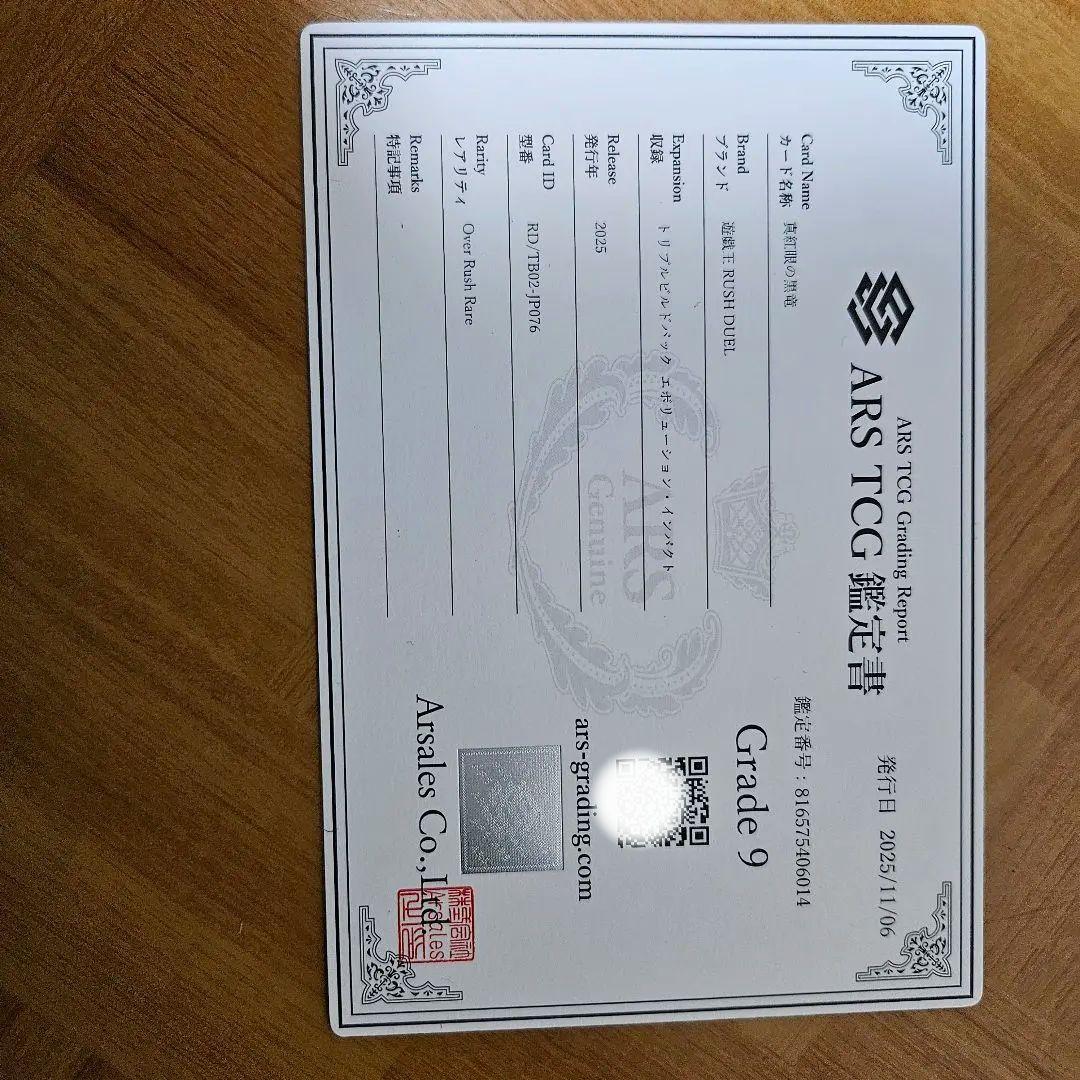 ARS TCG Grading Report
ARS TCG 鑑定書
発行日 2025/11/06
鑑定番号 : 816575406014
Card Name
カード名称 真紅眼の黒竜
Brand
ブランド 遊戯王 RUSH DUEL
Expansion
収録 トリプルビルドパック エボリューション・インパクト
Release
発行年 2025
Card ID
型番 RD/TB02-JP076
Rarity
レアリティ Over Rush Rare
Remarks
特記事項 -
ARS
Genuine
Grade 9
ars-grading.com
Arsales Co.,Ltd.
株式会社
Arsales